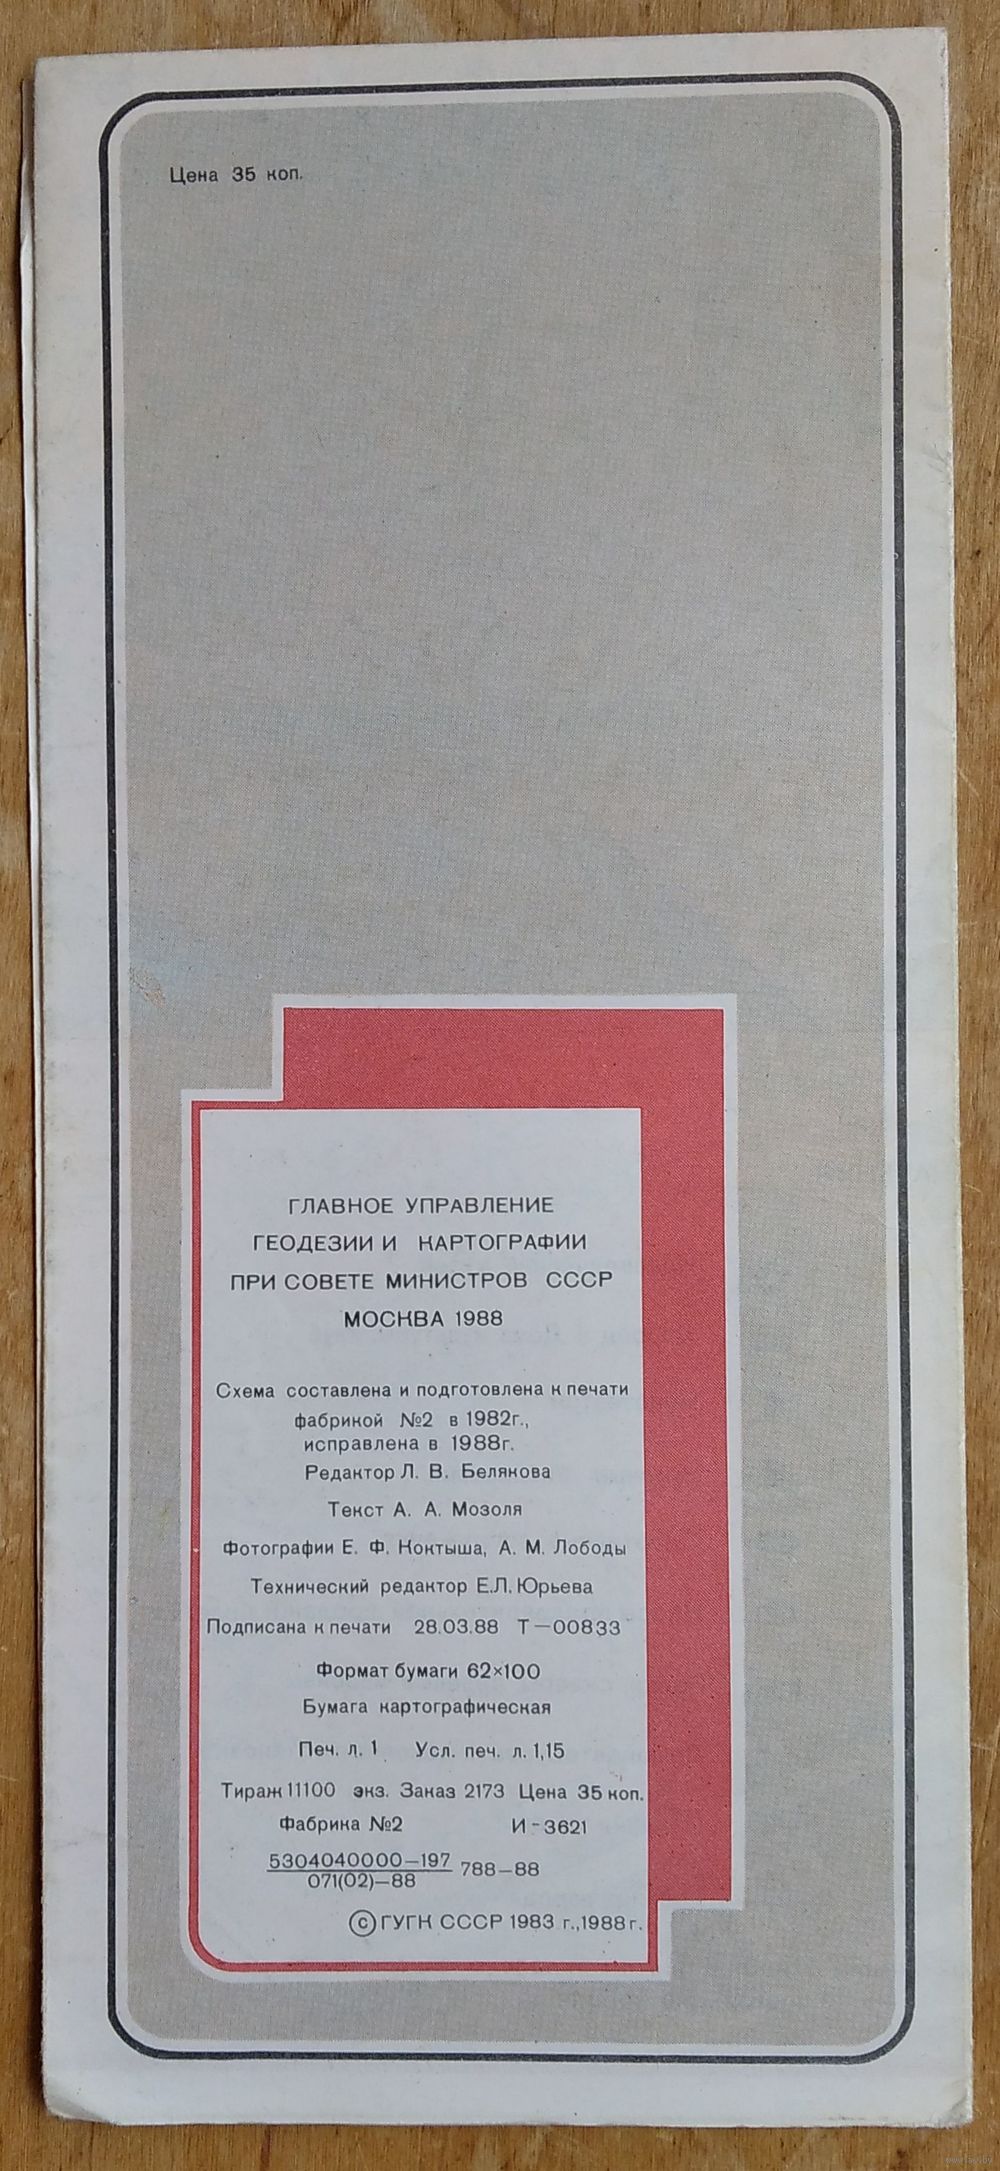 Цена 35 коп.
ГЛАВНОЕ УПРАВЛЕНИЕ
ГЕОДЕЗИИ И КАРТОГРАФИИ
ПРИ СОВЕТЕ МИНИСТРОВ СССР
МОСКВА 1988
Схема составлена и подготовлена к печати
фабрикой №2 в 1982г.,
исправлена в 1988г.
Редактор Л. В. Белякова
Текст А. А. Мозоля
Фотографии Е. Ф. Коктыша, А. М. Лободы
Технический редактор Е.Л. Юрьева
Подписана к печати 28.03.88 Т—00833
Формат бумаги 62×100
Бумага картографическая
Печ. л. 1 Усл. печ. л. 1,15
Тираж 11100 экз. Заказ 2173 Цена 35 коп.
Фабрика №2 И-3621
5304040000—197
071(02)—88 788—88
© ГУГК СССР 1983 г.,1988г.